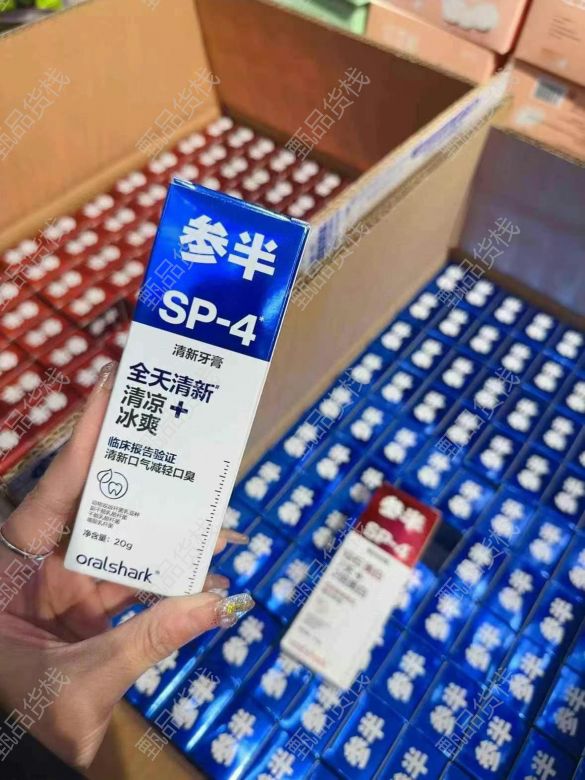 参半
SP-4*
清新牙膏
全天清新#
清凉+
冰爽
临床报告验证
清新口气减轻口臭
净含量：20g
oralshark®
参半
SP-4
甄品货栈